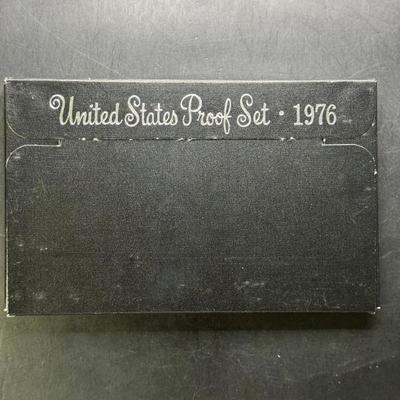 United States Proof Set · 1976